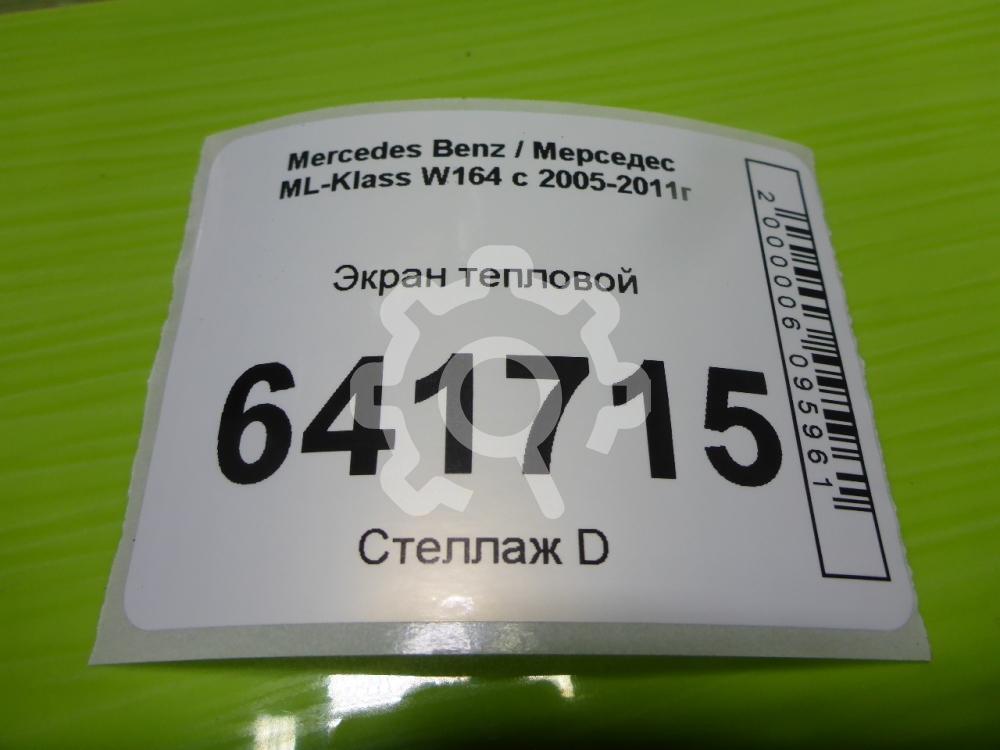 Mercedes Benz / Мерседес
ML-Klass W164 с 2005-2011г
Экран тепловой
641715
Стеллаж D
2000006095961